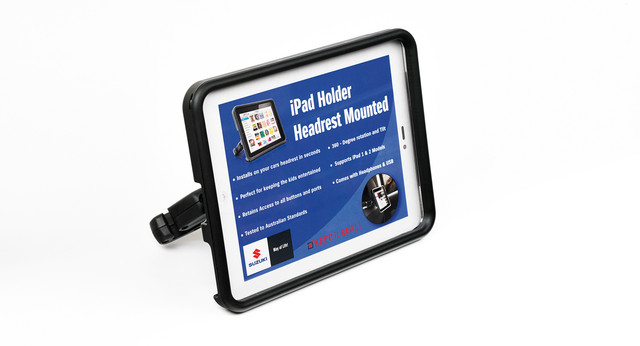 iPad Holder
Headrest Mounted
• Installs on your cars headrest in seconds
• Perfect for keeping the kids entertained
• Retains Access to all buttons and ports
• Tested to Australian Standards
• 360 - Degree rotation and Tilt
• Supports iPad 1 & 2 Models
• Comes with Headphones & USB
SUZUKI
Way of Life!